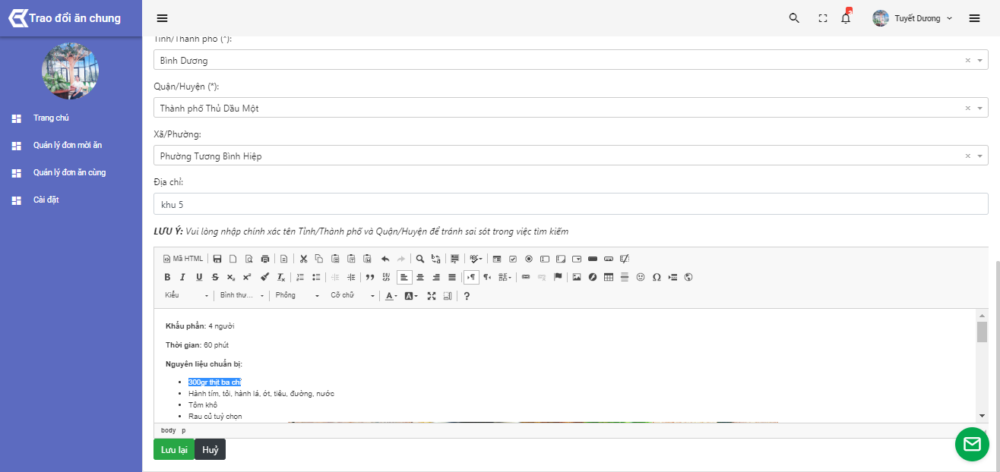 Trao đổi ăn chung
Tuyết Dương
Trang chủ
Quản lý đơn mời ăn
Quản lý đơn ăn cùng
Cài đặt
Tỉnh/Thành phố (*):
Bình Dương
Quận/Huyện (*):
Thành phố Thủ Dầu Một
Xã/Phường:
Phường Tương Bình Hiệp
Địa chỉ:
khu 5
LƯU Ý: Vui lòng nhập chính xác tên Tỉnh/Thành phố và Quận/Huyện để tránh sai sót trong việc tìm kiếm
Mã HTML
Kiểu Bình thư... Phông Cỡ chữ
Khẩu phần: 4 người
Thời gian: 60 phút
Nguyên liệu chuẩn bị:
300gr thịt ba chỉ
Hành tím, tỏi, hành lá, ớt, tiêu, đường, nước
Tôm khô
Rau củ tuỳ chọn
body p
Lưu lại Huỷ